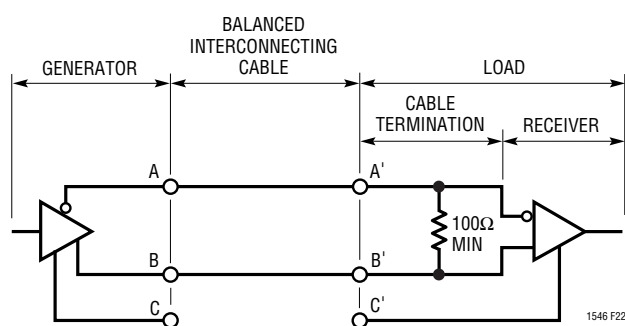 BALANCED
INTERCONNECTING
CABLE
GENERATOR
LOAD
CABLE
TERMINATION
RECEIVER
A
A'
100Ω
MIN
B
B'
C
C'
1546 F22